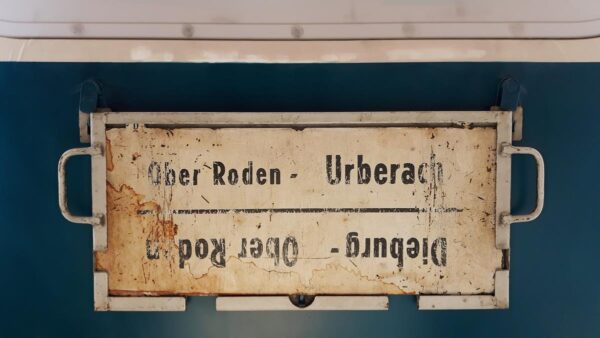 Ober Roden - Urberach
Dieburg - Ober Roden